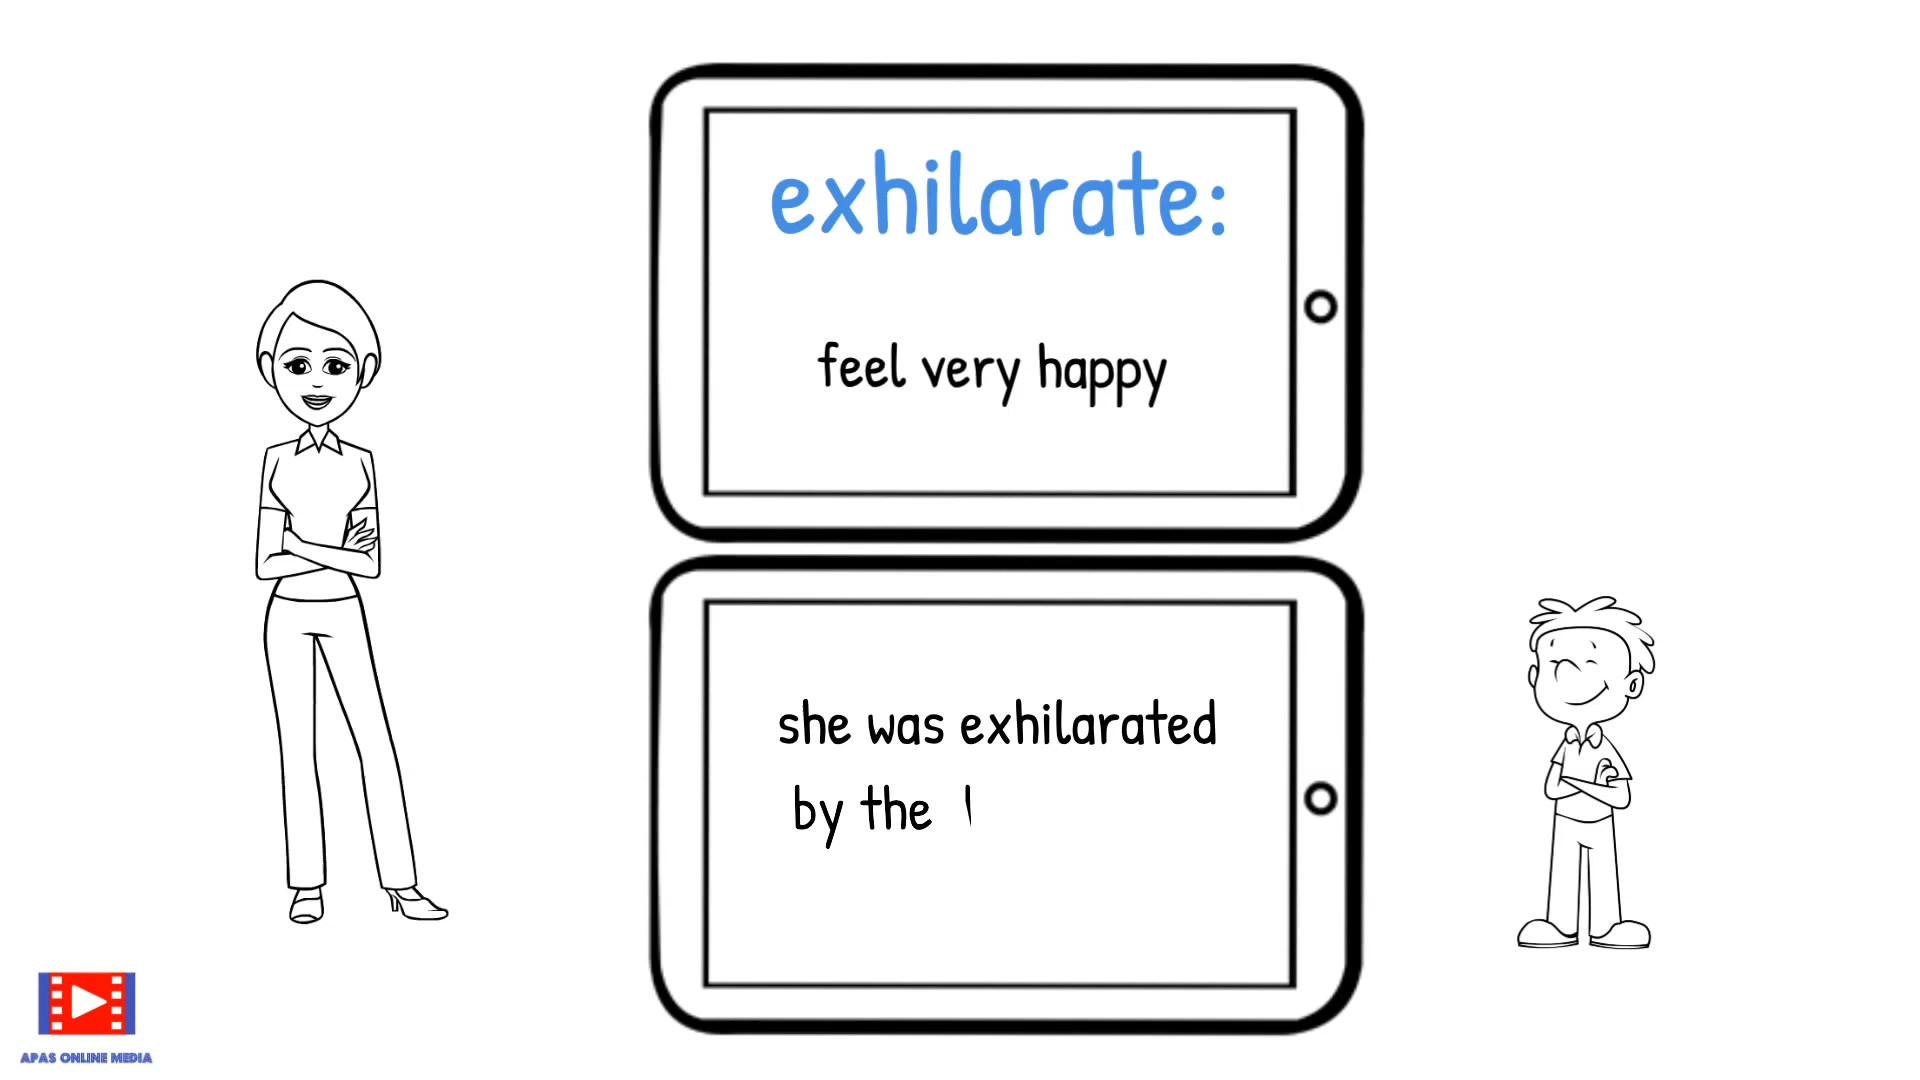 exhilarate:
feel very happy
she was exhilarated
by the
APAS ONLINE MEDIA